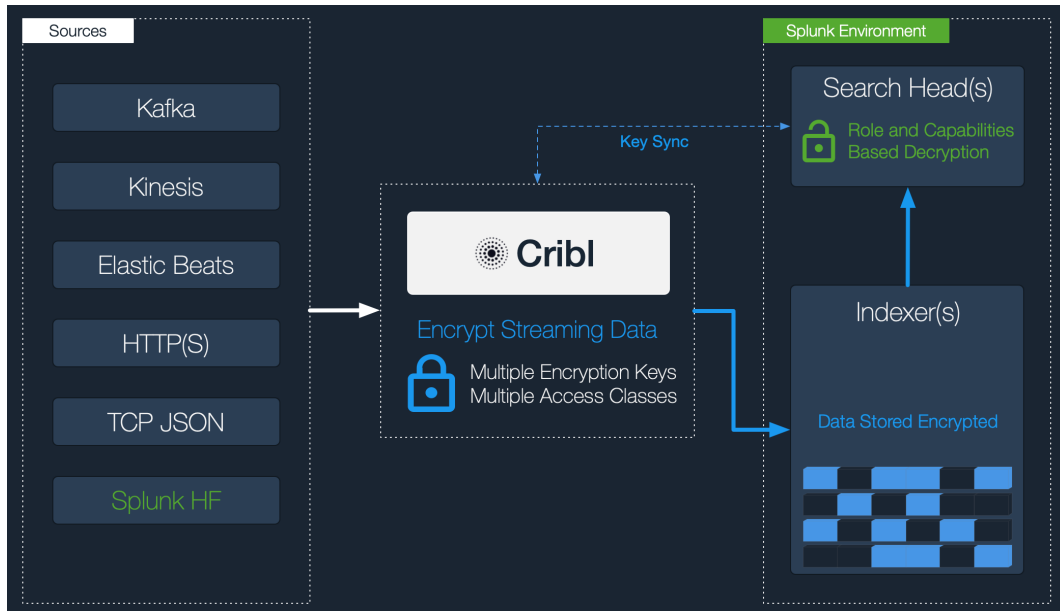 Sources
Kafka
Kinesis
Elastic Beats
HTTP(S)
TCP JSON
Splunk HF
Key Sync
Cribl
Encrypt Streaming Data
Multiple Encryption Keys
Multiple Access Classes
Splunk Environment
Search Head(s)
Role and Capabilities
Based Decryption
Indexer(s)
Data Stored Encrypted